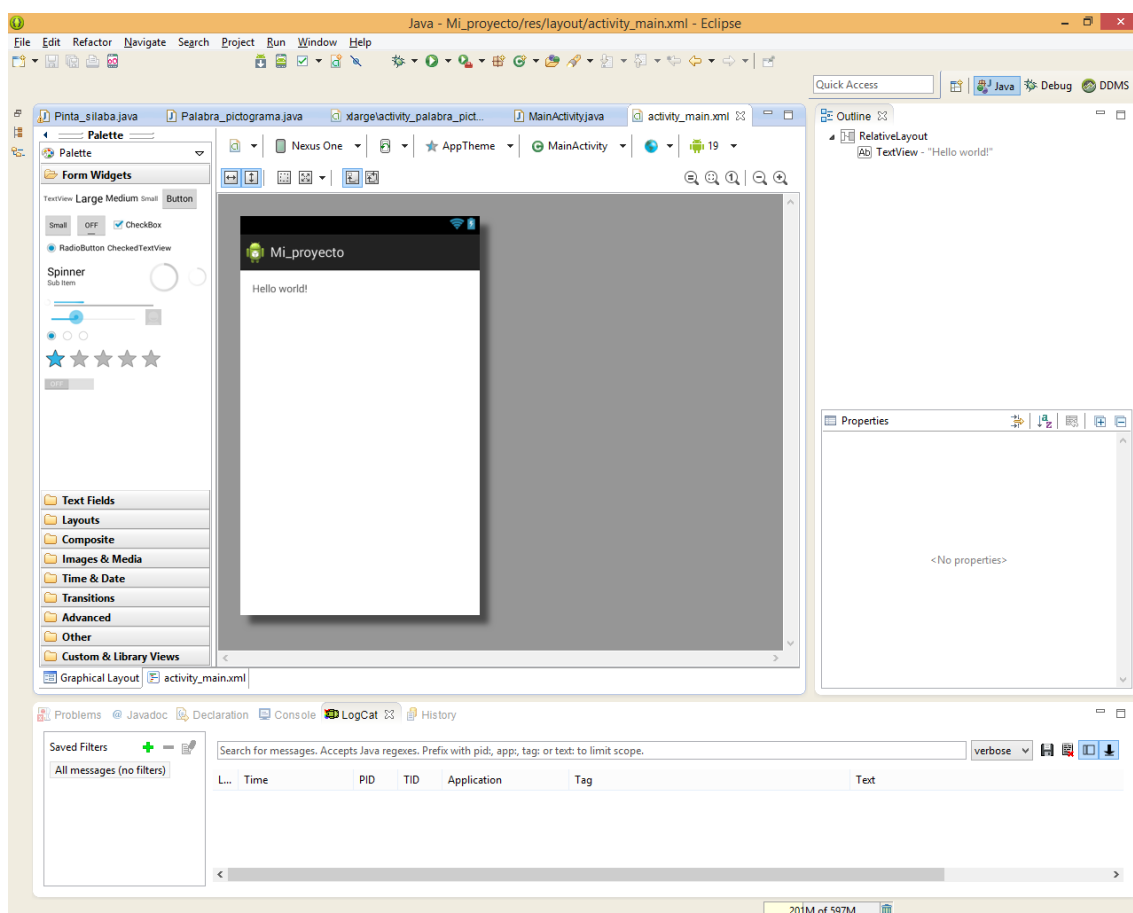 Java - Mi_proyecto/res/layout/activity_main.xml - Eclipse
File Edit Refactor Navigate Search Project Run Window Help
Quick Access
Java Debug DDMS
Pinta_silaba.java Palabra_pictograma.java xlarge\activity_palabra_pict... MainActivity.java activity_main.xml
Palette
Palette
Nexus One AppTheme MainActivity 19
Form Widgets
TextView Large Medium Small Button
Small OFF CheckBox
RadioButton CheckedTextView
Spinner
Sub Item
OFF
Text Fields
Layouts
Composite
Images & Media
Time & Date
Transitions
Advanced
Other
Custom & Library Views
Mi_proyecto
Hello world!
Graphical Layout activity_main.xml
Outline
RelativeLayout
Ab TextView - "Hello world!"
Properties
<No properties>
Problems @ Javadoc Declaration Console LogCat History
Saved Filters
All messages (no filters)
Search for messages. Accepts Java regexes. Prefix with pid:, app:, tag: or text: to limit scope.
verbose
L... Time PID TID Application Tag Text
201M of 597M